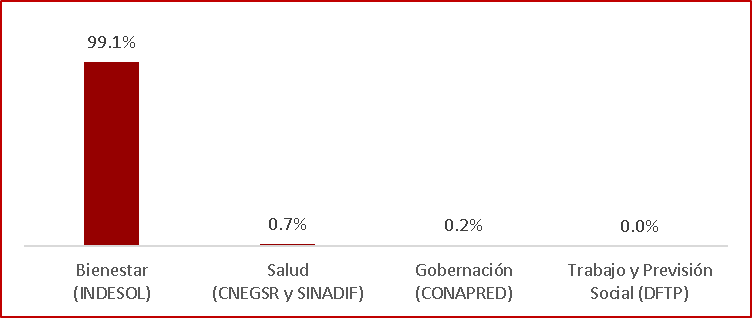 99.1%
0.7%
0.2%
0.0%
Bienestar
(INDESOL)
Salud
(CNEGSR y SINADIF)
Gobernación
(CONAPRED)
Trabajo y Previsión
Social (DFTP)